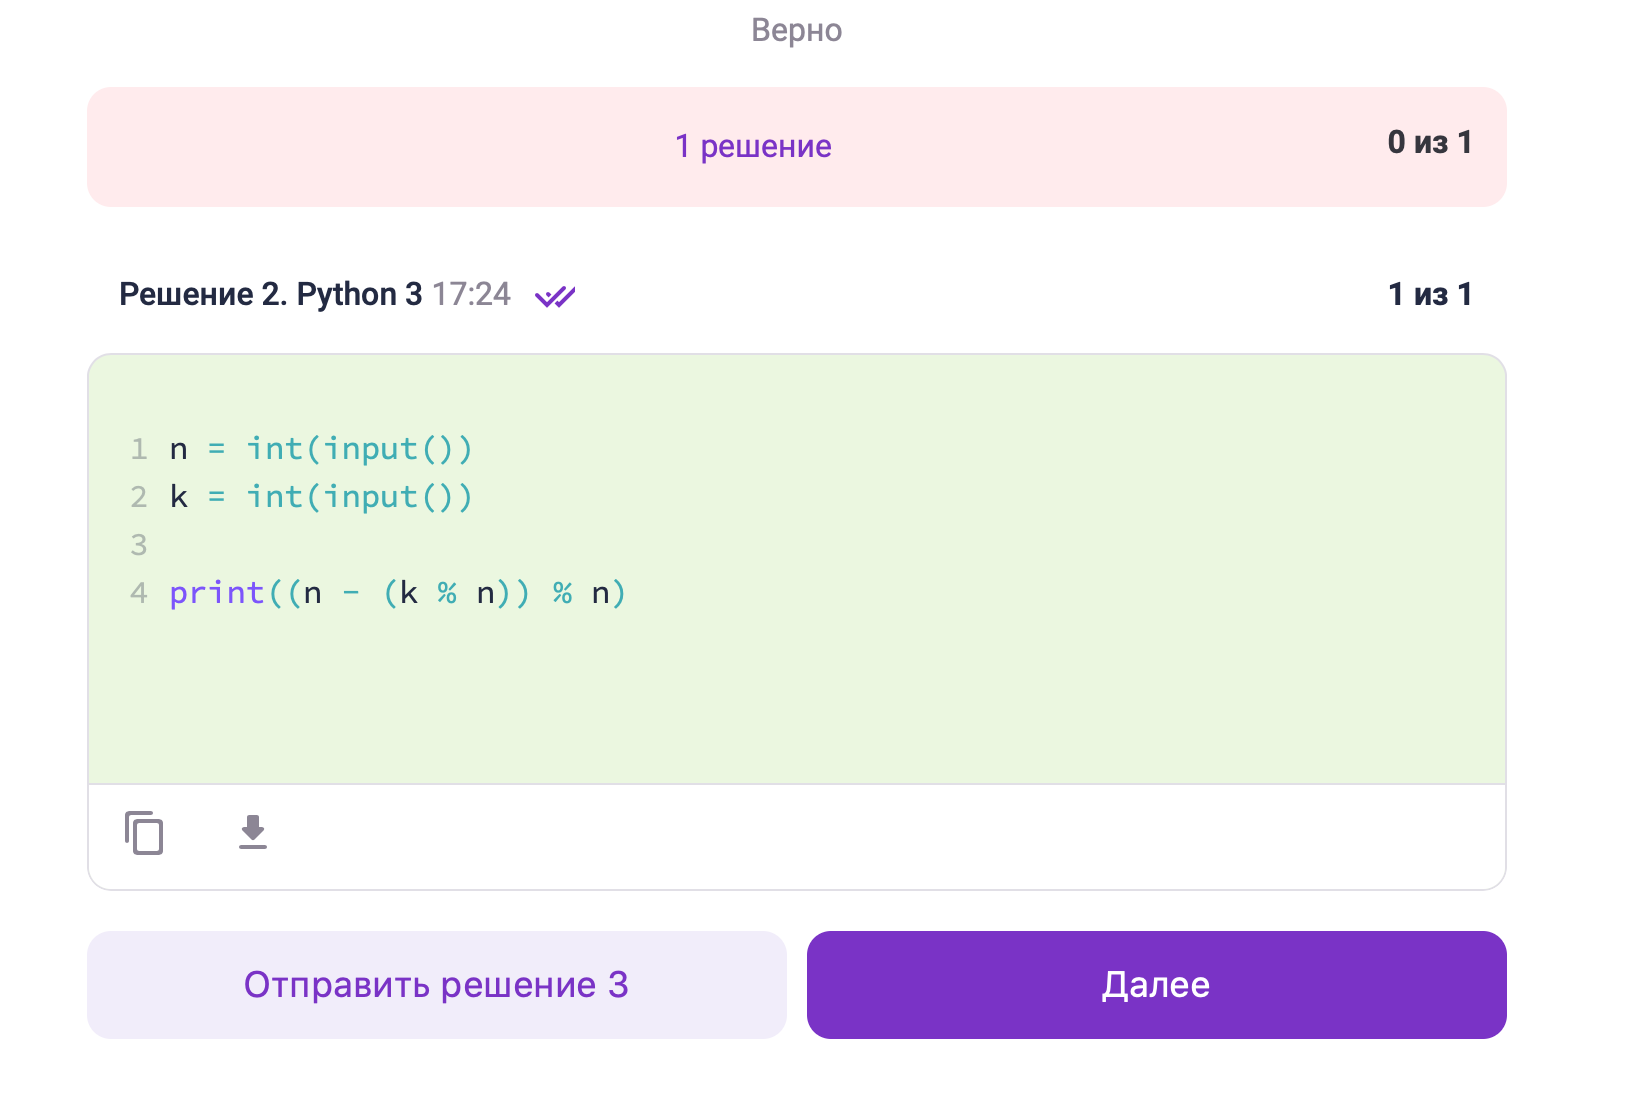 Верно
1 решение 0 из 1
Решение 2. Python 3 17:24 1 из 1
1 n = int(input())
2 k = int(input())
3
4 print((n - (k % n)) % n)
Отправить решение 3 Далее